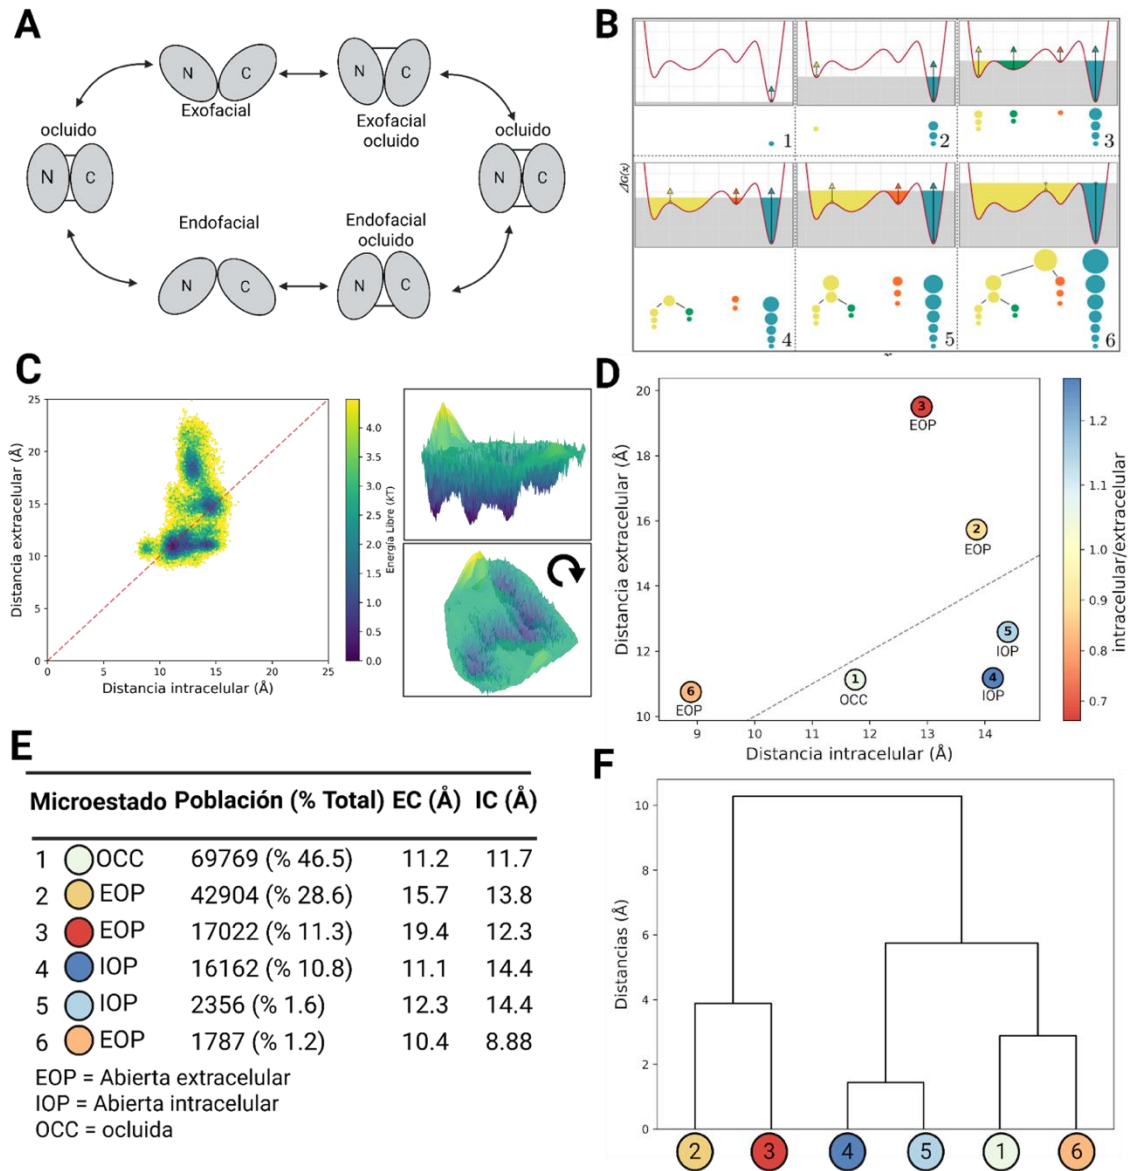 A
ocluido
N
C
N
C
Exofacial
N
C
Exofacial
ocluido
ocluido
N
C
Endofacial
N
C
Endofacial
ocluido
N
C
B
ΔG(x)
1
2
3
4
5
6
C
Distancia extracelular (Å)
25
20
15
10
5
0
0
5
10
15
20
25
Distancia intracelular (Å)
4.0
3.5
3.0
2.5
2.0
1.5
1.0
0.5
0.0
Energía Libre (kT)
D
Distancia extracelular (Å)
20
18
16
14
12
10
9
10
11
12
13
14
Distancia intracelular (Å)
3
EOP
2
EOP
5
IOP
4
IOP
1
OCC
6
EOP
1.2
1.1
1.0
0.9
0.8
0.7
intracelular/extracelular
E
Microestado Población (% Total) EC (Å) IC (Å)
1 OCC 69769 (% 46.5) 11.2 11.7
2 EOP 42904 (% 28.6) 15.7 13.8
3 EOP 17022 (% 11.3) 19.4 12.3
4 IOP 16162 (% 10.8) 11.1 14.4
5 IOP 2356 (% 1.6) 12.3 14.4
6 EOP 1787 (% 1.2) 10.4 8.88
EOP = Abierta extracelular
IOP = Abierta intracelular
OCC = ocluida
F
Distancias (Å)
10
8
6
4
2
0
2 3 4 5 1 6